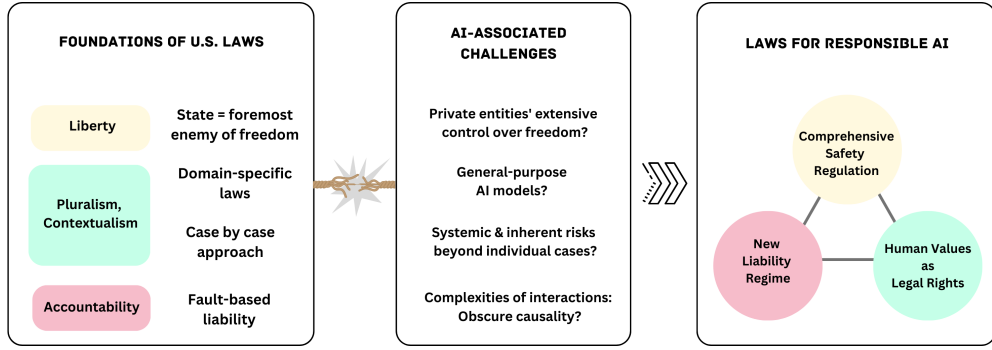 FOUNDATIONS OF U.S. LAWS
Liberty
State = foremost
enemy of freedom
Pluralism,
Contextualism
Domain-specific
laws
Case by case
approach
Accountability
Fault-based
liability
AI-ASSOCIATED
CHALLENGES
Private entities' extensive
control over freedom?
General-purpose
AI models?
Systemic & inherent risks
beyond individual cases?
Complexities of interactions:
Obscure causality?
LAWS FOR RESPONSIBLE AI
Comprehensive
Safety
Regulation
New
Liability
Regime
Human Values
as
Legal Rights